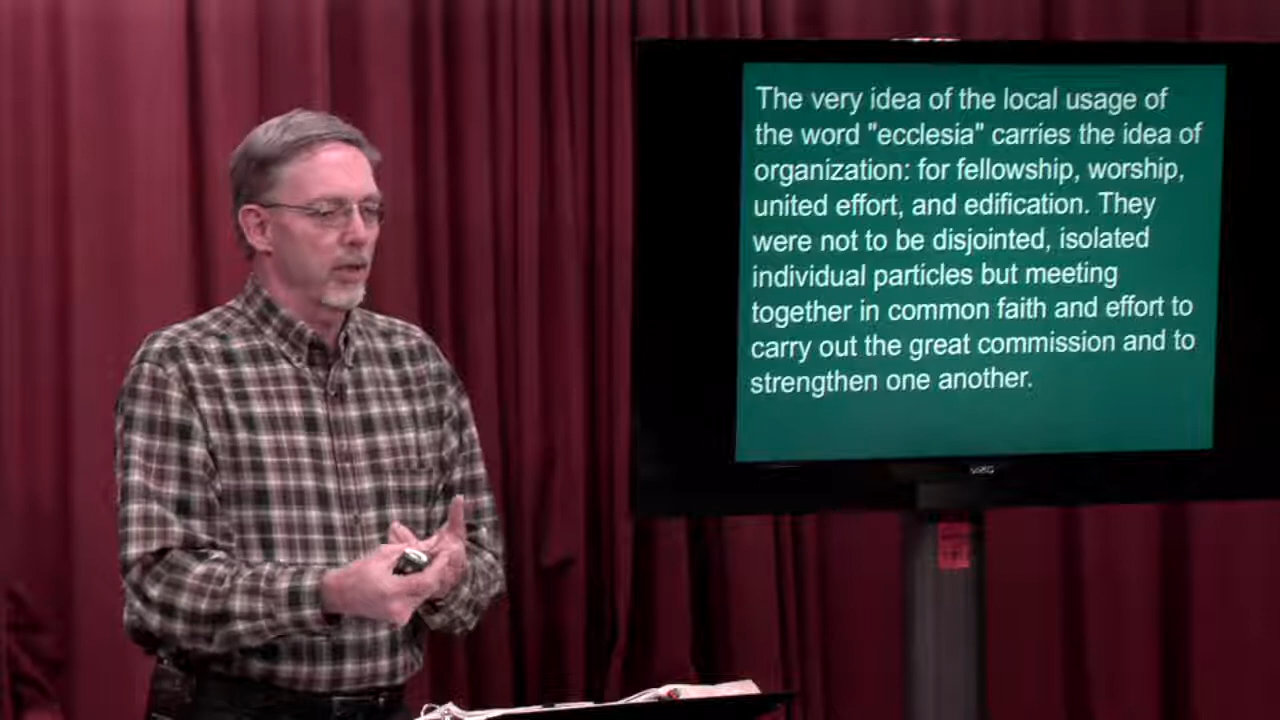 The very idea of the local usage of
the word "ecclesia" carries the idea of
organization: for fellowship, worship,
united effort, and edification. They
were not to be disjointed, isolated
individual particles but meeting
together in common faith and effort to
carry out the great commission and to
strengthen one another.
VIZIO